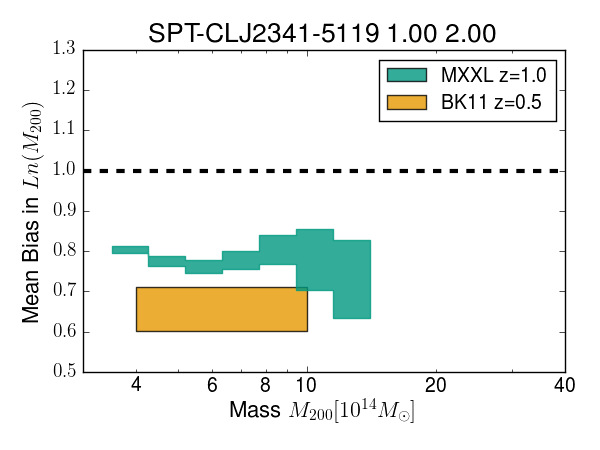 SPT-CLJ2341-5119 1.00 2.00
1.3
1.2
1.1
1.0
0.9
0.8
0.7
0.6
0.5
Mean Bias in Ln(M₂₀₀)
MXXL z=1.0
BK11 z=0.5
4 6 8 10 20 40
Mass M₂₀₀[10¹⁴M☉]